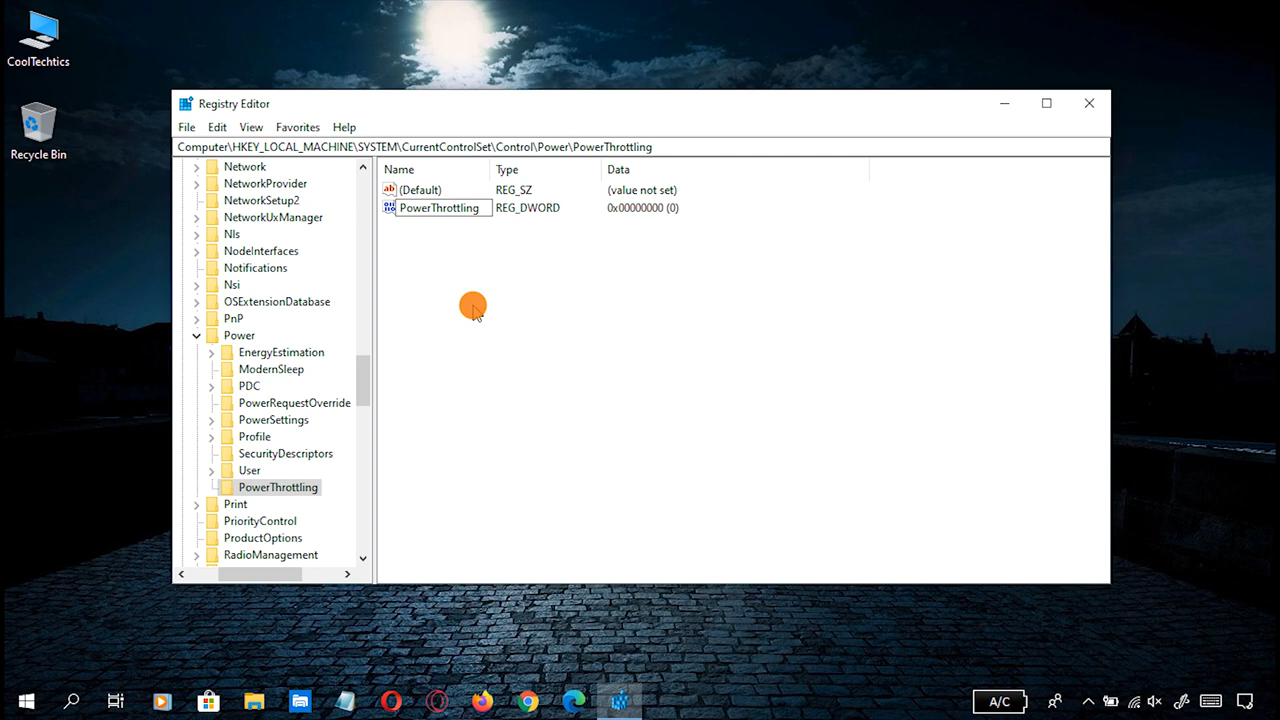 CoolTechtics
Recycle Bin
Registry Editor
File Edit View Favorites Help
Computer\HKEY_LOCAL_MACHINE\SYSTEM\CurrentControlSet\Control\Power\PowerThrottling
Network
NetworkProvider
NetworkSetup2
NetworkUxManager
Nls
NodeInterfaces
Notifications
Nsi
OSExtensionDatabase
PnP
Power
EnergyEstimation
ModernSleep
PDC
PowerRequestOverride
PowerSettings
Profile
SecurityDescriptors
User
PowerThrottling
Print
PriorityControl
ProductOptions
RadioManagement
Name Type Data
ab (Default) REG_SZ (value not set)
PowerThrottling REG_DWORD 0x00000000 (0)
A/C